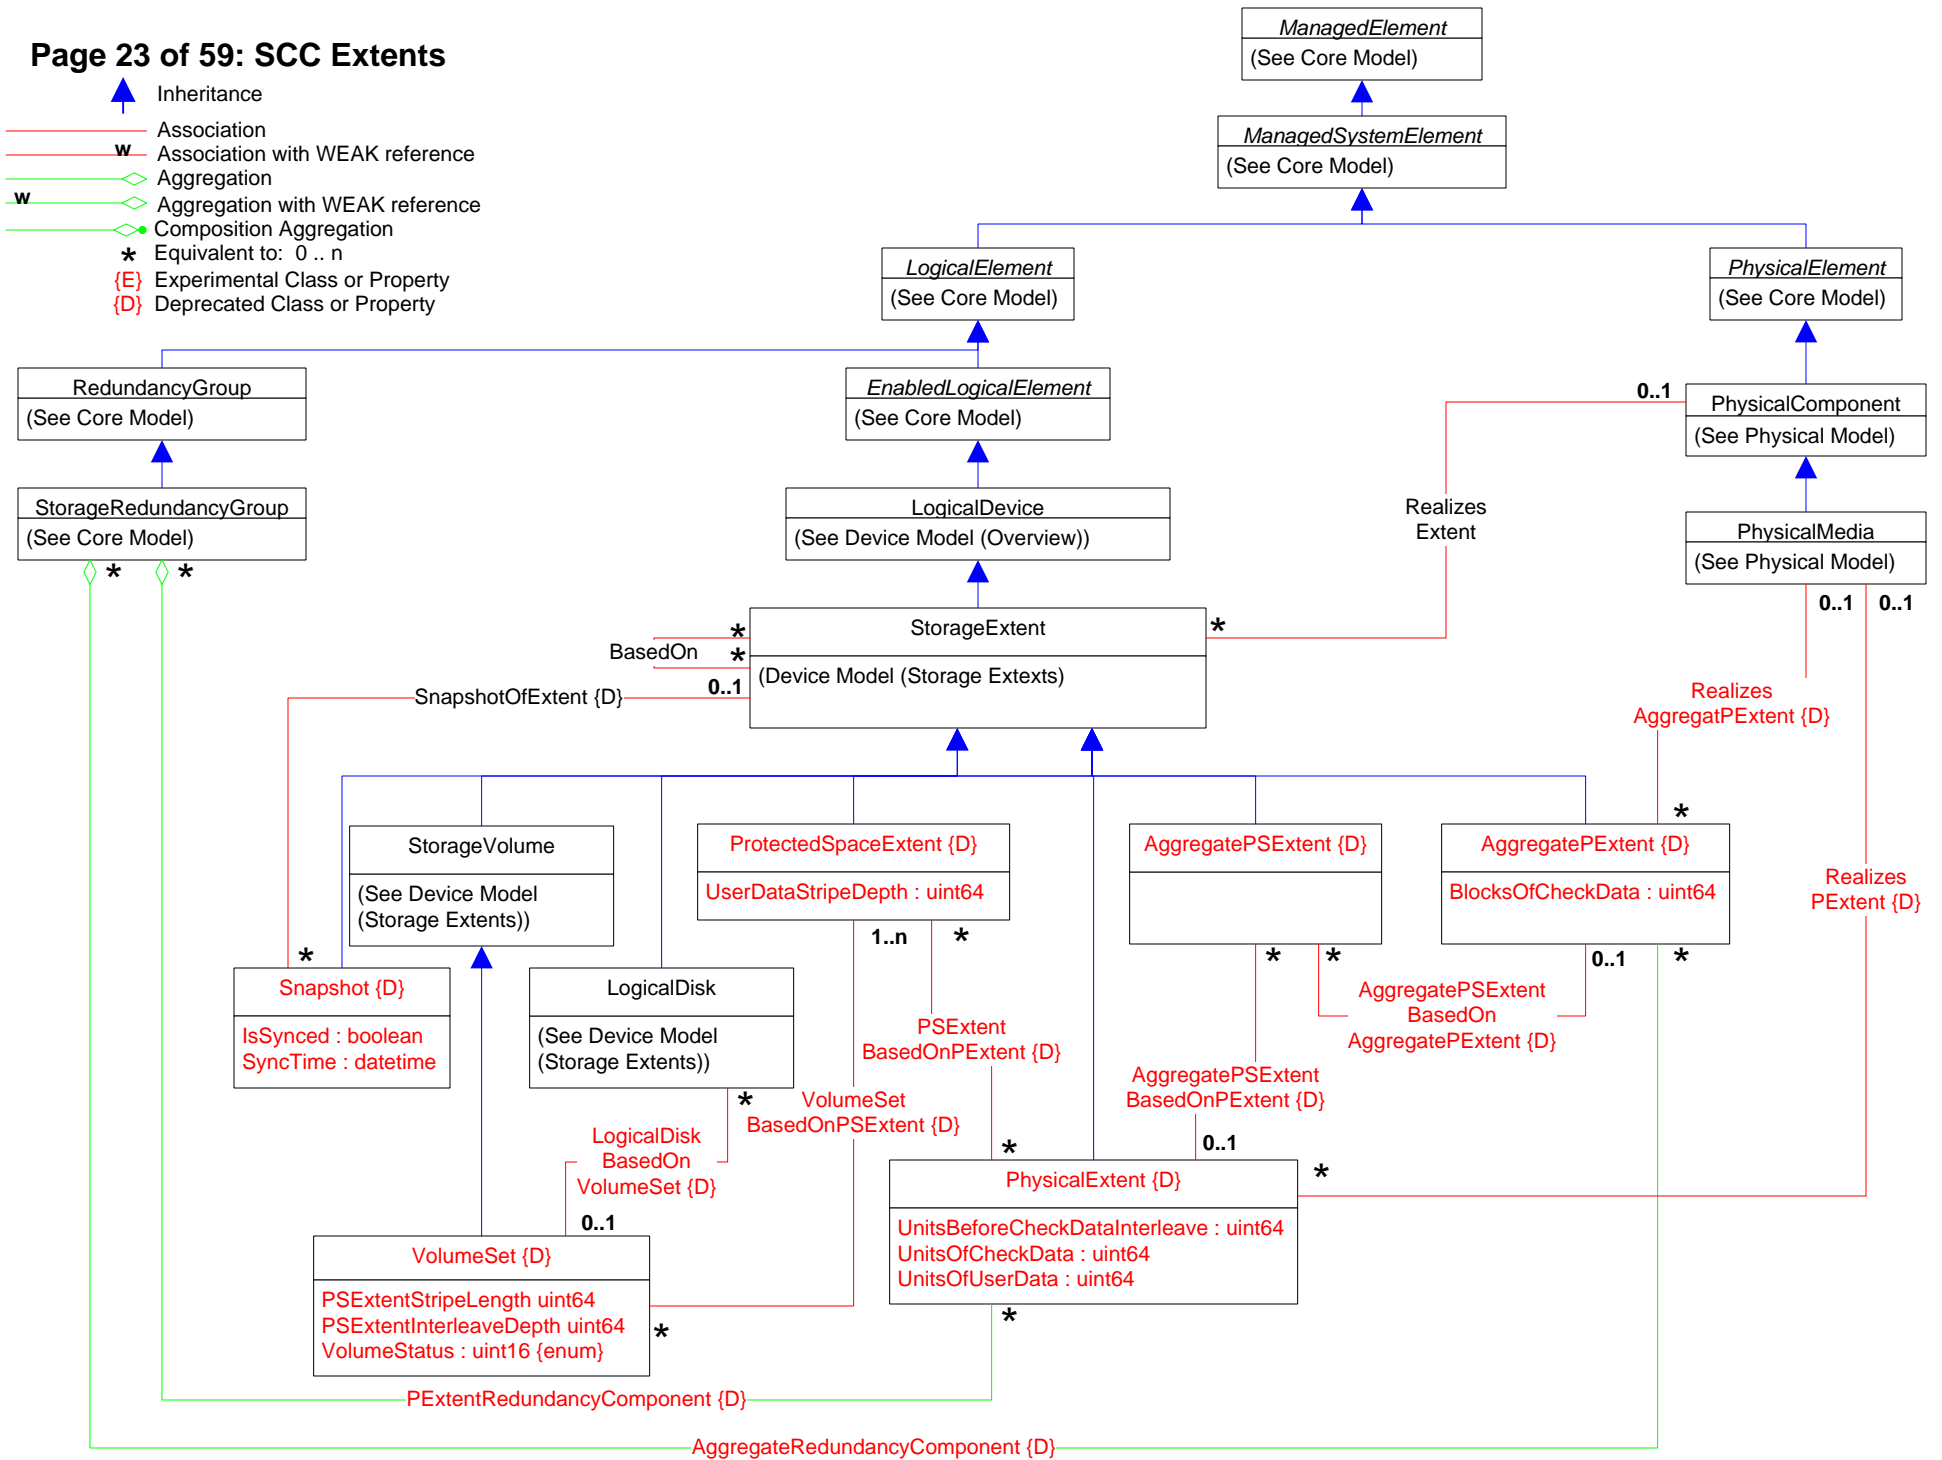 Page 23 of 59: SCC Extents
Inheritance
Association
w
Association with WEAK reference
Aggregation
w
Aggregation with WEAK reference
Composition Aggregation
* Equivalent to: 0 .. n
{E} Experimental Class or Property
{D} Deprecated Class or Property
ManagedElement
(See Core Model)
ManagedSystemElement
(See Core Model)
LogicalElement
(See Core Model)
PhysicalElement
(See Core Model)
RedundancyGroup
(See Core Model)
EnabledLogicalElement
(See Core Model)
0..1
PhysicalComponent
(See Physical Model)
StorageRedundancyGroup
(See Core Model)
* *
LogicalDevice
(See Device Model (Overview))
Realizes
Extent
PhysicalMedia
(See Physical Model)
0..1 0..1
StorageExtent
(Device Model (Storage Extexts)
*
*
*
BasedOn
0..1
SnapshotOfExtent {D}
Realizes
AggregatPExtent {D}
*
StorageVolume
(See Device Model
(Storage Extents))
ProtectedSpaceExtent {D}
UserDataStripeDepth : uint64
1..n *
AggregatePSExtent {D}
* *
AggregatePExtent {D}
BlocksOfCheckData : uint64
0..1 *
Realizes
PExtent {D}
*
Snapshot {D}
IsSynced : boolean
SyncTime : datetime
LogicalDisk
(See Device Model
(Storage Extents))
*
AggregatePSExtent
BasedOn
AggregatePExtent {D}
PSExtent
BasedOnPExtent {D}
AggregatePSExtent
BasedOnPExtent {D}
VolumeSet
BasedOnPSExtent {D}
LogicalDisk
BasedOn
VolumeSet {D}
0..1
* 0..1 *
PhysicalExtent {D}
UnitsBeforeCheckDataInterleave : uint64
UnitsOfCheckData : uint64
UnitsOfUserData : uint64
*
VolumeSet {D}
PSExtentStripeLength uint64
PSExtentInterleaveDepth uint64
VolumeStatus : uint16 {enum}
*
PExtentRedundancyComponent {D}
AggregateRedundancyComponent {D}